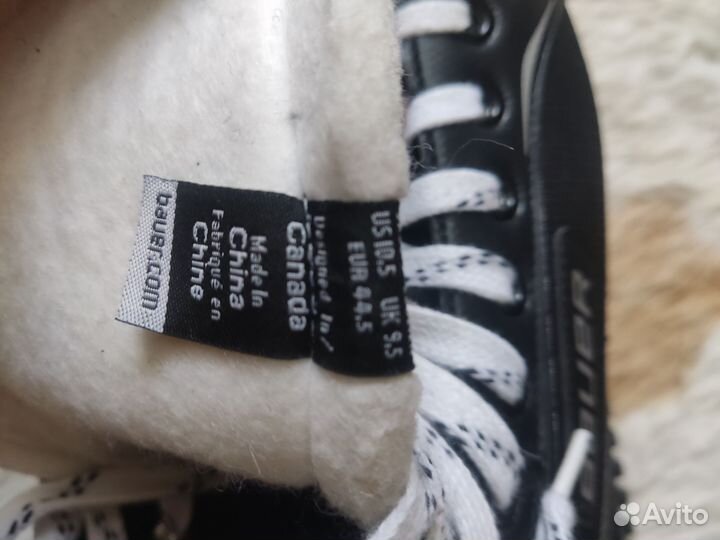 US 10.5 UK 9.5
EUR 44.5
Designed In/
Canada
Made In
China
Fabriqué en
Chine
bauer.com
BAUER
Avito